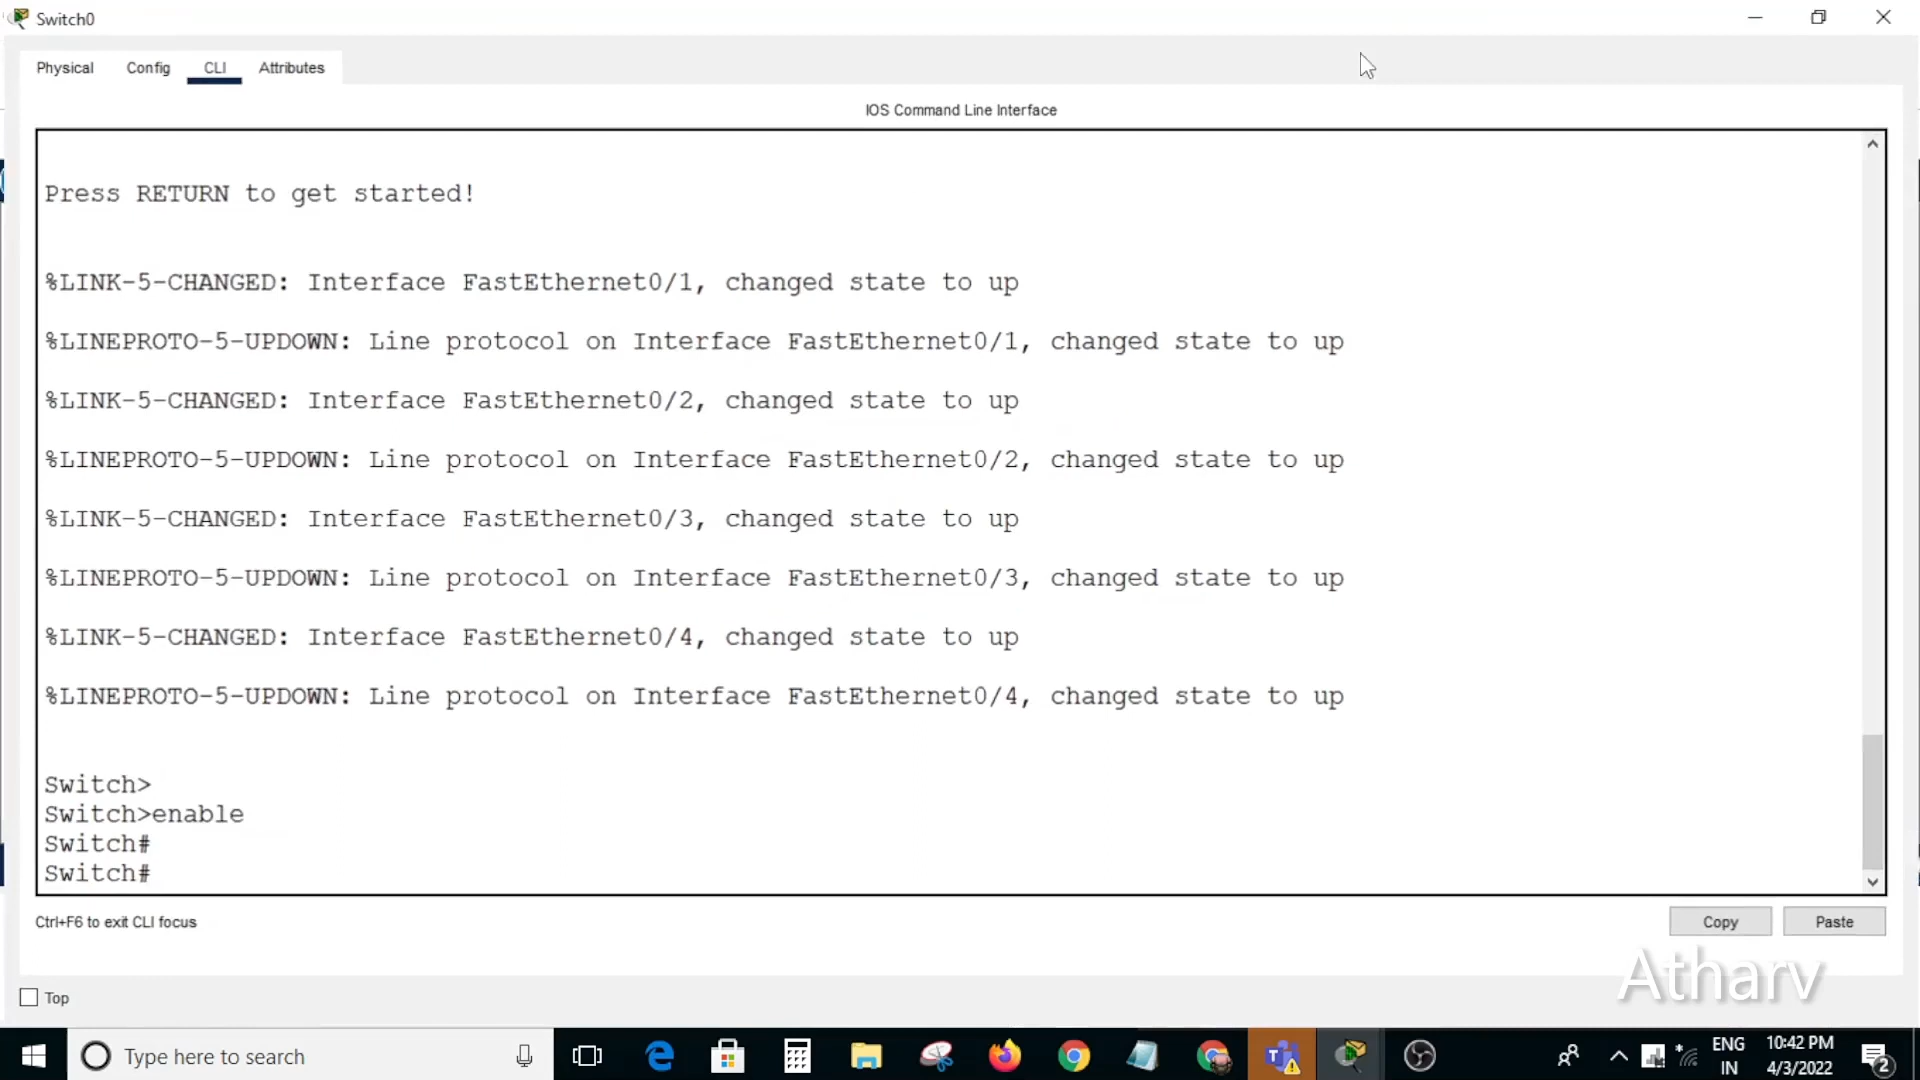 Switch0
Physical Config CLI Attributes
IOS Command Line Interface
Press RETURN to get started!
%LINK-5-CHANGED: Interface FastEthernet0/1, changed state to up
%LINEPROTO-5-UPDOWN: Line protocol on Interface FastEthernet0/1, changed state to up
%LINK-5-CHANGED: Interface FastEthernet0/2, changed state to up
%LINEPROTO-5-UPDOWN: Line protocol on Interface FastEthernet0/2, changed state to up
%LINK-5-CHANGED: Interface FastEthernet0/3, changed state to up
%LINEPROTO-5-UPDOWN: Line protocol on Interface FastEthernet0/3, changed state to up
%LINK-5-CHANGED: Interface FastEthernet0/4, changed state to up
%LINEPROTO-5-UPDOWN: Line protocol on Interface FastEthernet0/4, changed state to up
Switch>
Switch>enable
Switch#
Switch#
Ctrl+F6 to exit CLI focus
Copy Paste
Atharv
Top
Type here to search
ENG 10:42 PM
IN 4/3/2022 2